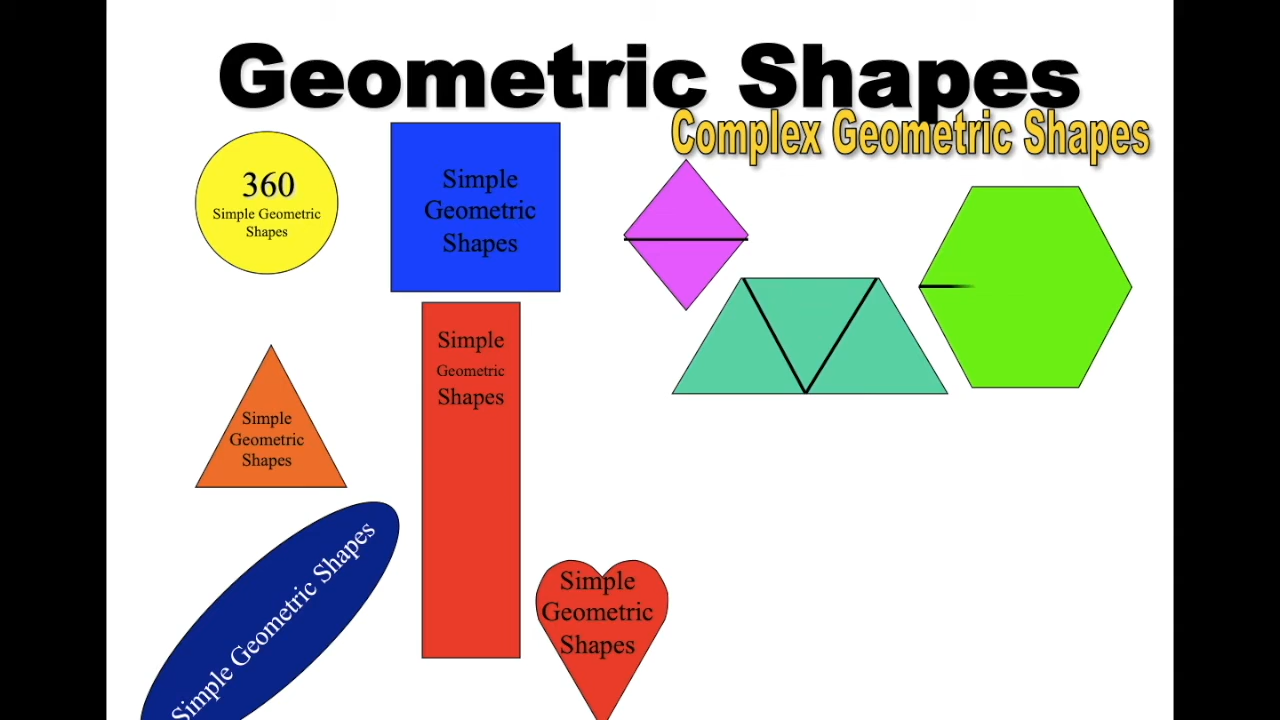 Geometric Shapes
Complex Geometric Shapes
360
Simple Geometric
Shapes
Simple
Geometric
Shapes
Simple
Geometric
Shapes
Simple
Geometric
Shapes
Simple Geometric Shapes
Simple
Geometric
Shapes